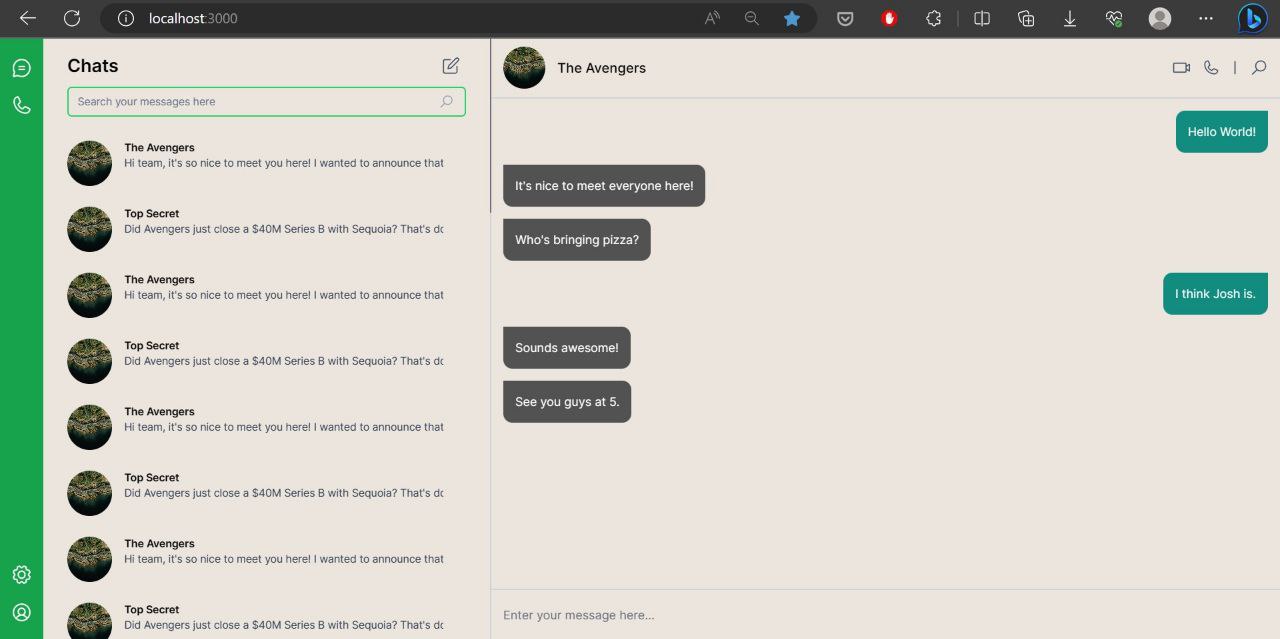 localhost:3000
Chats
Search your messages here
The Avengers
Hi team, it's so nice to meet you here! I wanted to announce that
Top Secret
Did Avengers just close a $40M Series B with Sequoia? That's do
The Avengers
Hi team, it's so nice to meet you here! I wanted to announce that
Top Secret
Did Avengers just close a $40M Series B with Sequoia? That's do
The Avengers
Hi team, it's so nice to meet you here! I wanted to announce that
Top Secret
Did Avengers just close a $40M Series B with Sequoia? That's do
The Avengers
Hi team, it's so nice to meet you here! I wanted to announce that
Top Secret
Did Avengers just close a $40M Series B with Sequoia? That's do
The Avengers
Hello World!
It's nice to meet everyone here!
Who's bringing pizza?
I think Josh is.
Sounds awesome!
See you guys at 5.
Enter your message here...